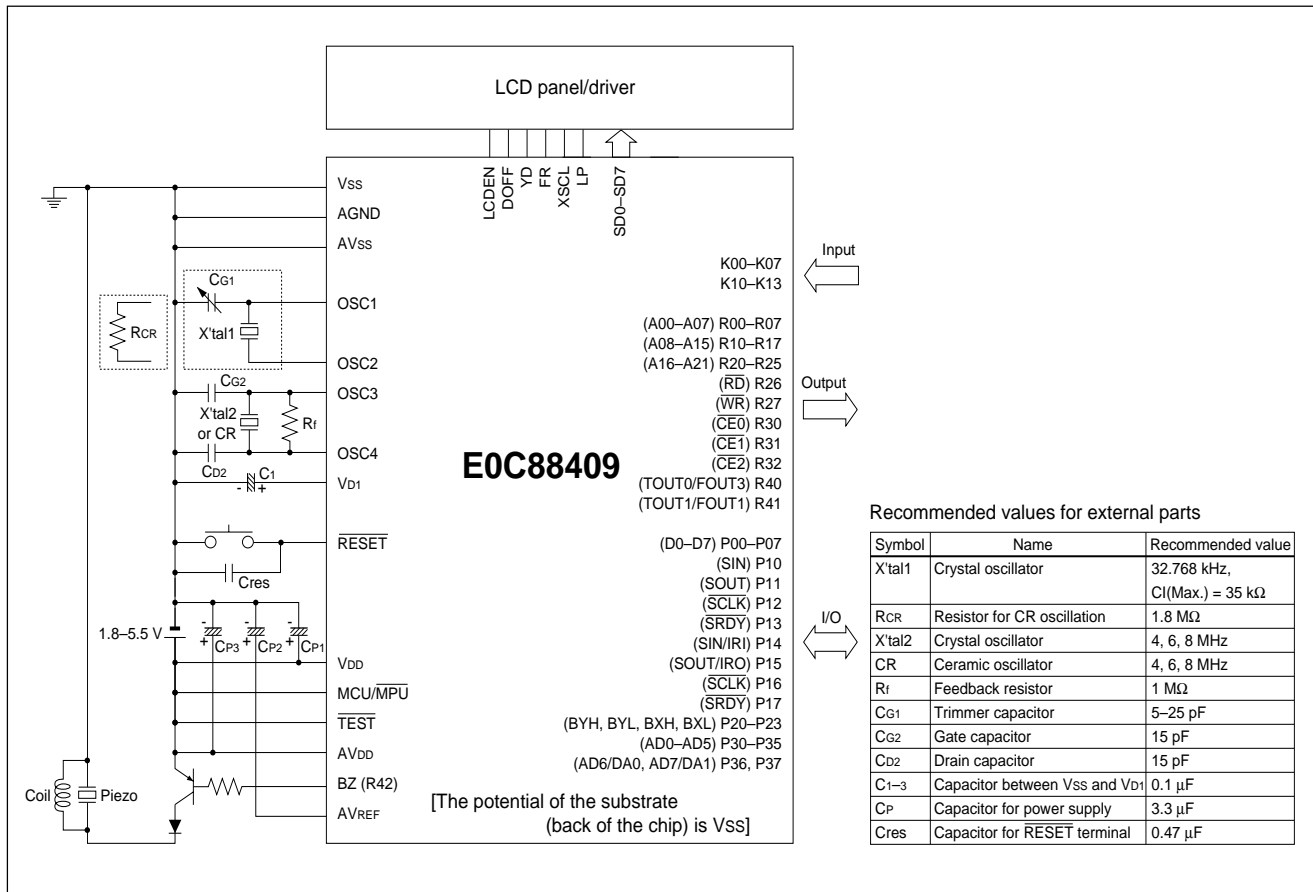 LCD panel/driver
LCDEN
DOFF
YD
FR
XSCL
LP
SD0–SD7
Vss
AGND
AVss
OSC1
OSC2
OSC3
OSC4
VD1
RESET
VDD
MCU/MPU
TEST
AVDD
BZ (R42)
AVREF
CG1
X'tal1
RCR
CG2
X'tal2
or CR
Rf
CD2
C1
- +
Cres
1.8–5.5 V
- + CP3
- + CP2
- + CP1
Coil
Piezo
E0C88409
[The potential of the substrate
(back of the chip) is VSS]
K00–K07
K10–K13
Input
(A00–A07) R00–R07
(A08–A15) R10–R17
(A16–A21) R20–R25
(RD) R26
(WR) R27
(CE0) R30
(CE1) R31
(CE2) R32
(TOUT0/FOUT3) R40
(TOUT1/FOUT1) R41
Output
(D0–D7) P00–P07
(SIN) P10
(SOUT) P11
(SCLK) P12
(SRDY) P13
(SIN/IRI) P14
(SOUT/IRO) P15
(SCLK) P16
(SRDY) P17
(BYH, BYL, BXH, BXL) P20–P23
(AD0–AD5) P30–P35
(AD6/DA0, AD7/DA1) P36, P37
I/O
Recommended values for external parts
Symbol Name Recommended value
X'tal1 Crystal oscillator 32.768 kHz,
CI(Max.) = 35 kΩ
RCR Resistor for CR oscillation 1.8 MΩ
X'tal2 Crystal oscillator 4, 6, 8 MHz
CR Ceramic oscillator 4, 6, 8 MHz
Rf Feedback resistor 1 MΩ
CG1 Trimmer capacitor 5–25 pF
CG2 Gate capacitor 15 pF
CD2 Drain capacitor 15 pF
C1–3 Capacitor between Vss and VD1 0.1 μF
CP Capacitor for power supply 3.3 μF
Cres Capacitor for RESET terminal 0.47 μF